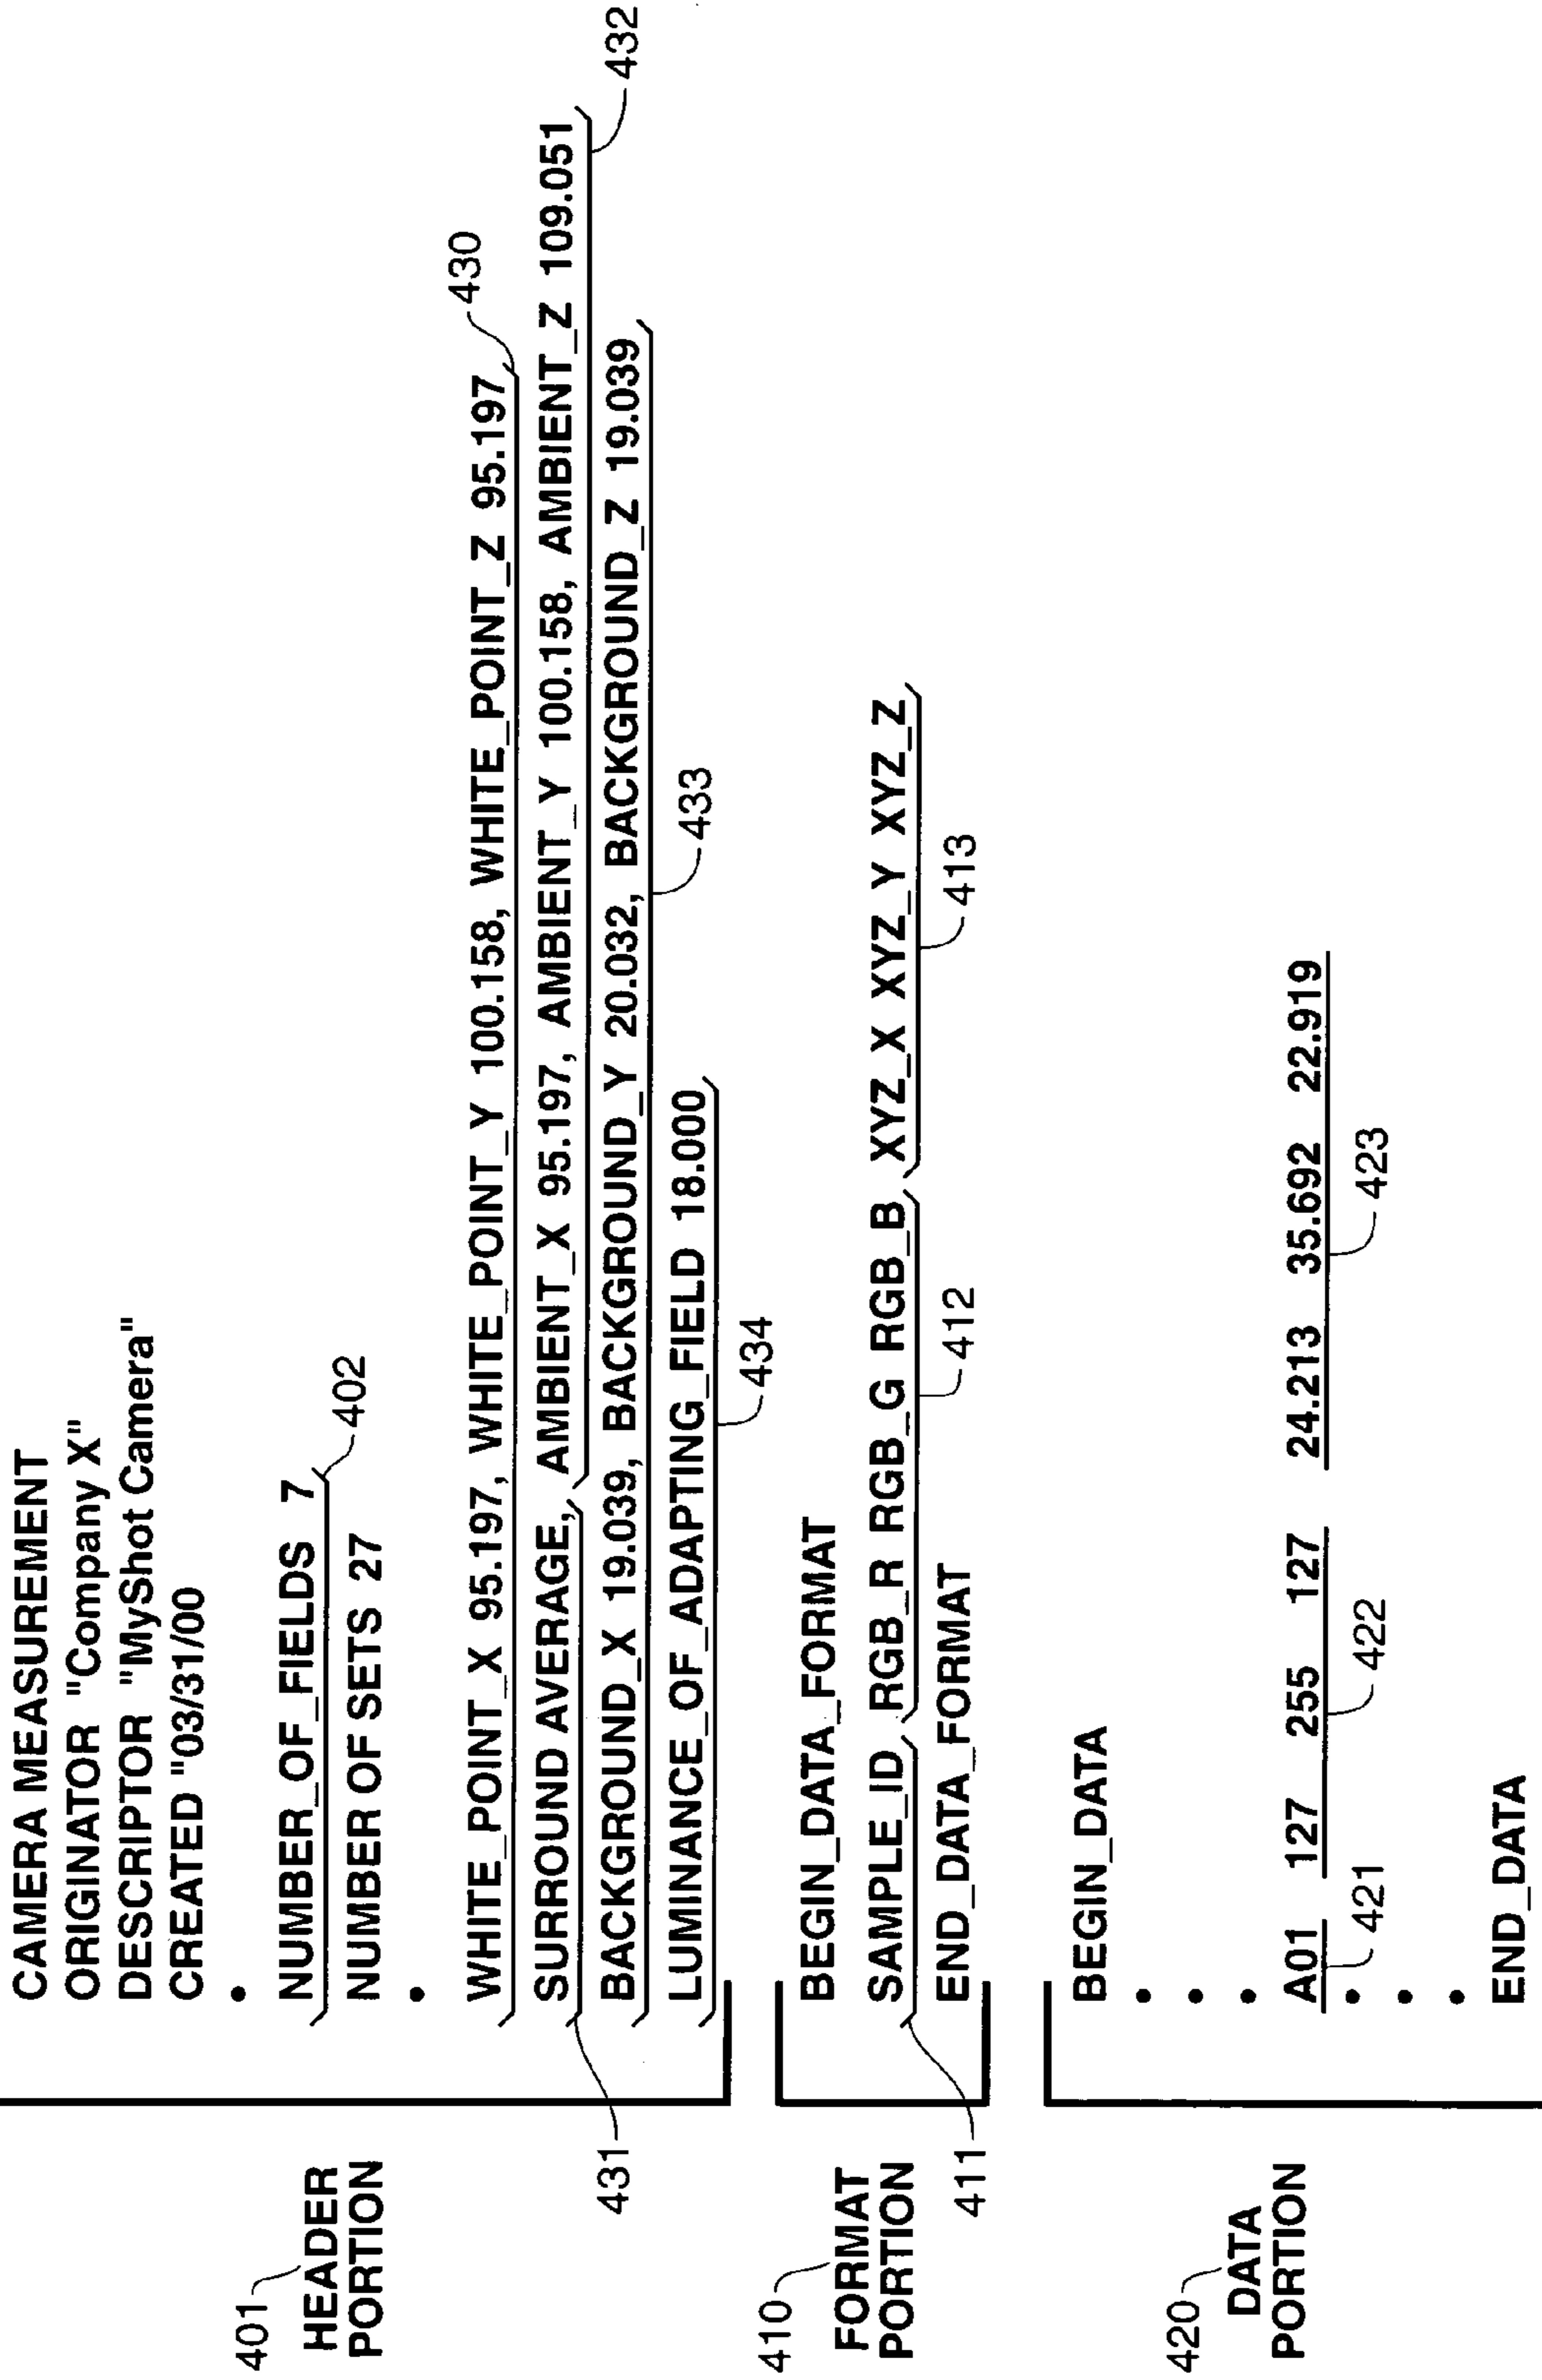 CAMERA MEASUREMENT
ORIGINATOR "Company X"
DESCRIPTOR "MyShot Camera"
CREATED "03/31/00
401
HEADER
PORTION
NUMBER_OF_FIELDS 7
402
NUMBER OF SETS 27
WHITE_POINT_X 95.197, WHITE_POINT_Y 100.158, WHITE_POINT_Z 95.197
430
SURROUND AVERAGE, AMBIENT_X 95.197, AMBIENT_Y 100.158, AMBIENT_Z 109.051
431
432
BACKGROUND_X 19.039, BACKGROUND_Y 20.032, BACKGROUND_Z 19.039
433
LUMINANCE_OF_ADAPTING_FIELD 18.000
434
410
FORMAT
PORTION
BEGIN_DATA_FORMAT
SAMPLE_ID RGB_R RGB_G RGB_B XYZ_X XYZ_Y XYZ_Z
411
412
413
END_DATA_FORMAT
420
DATA
PORTION
BEGIN_DATA
A01 127 255 127 24.213 35.692 22.919
421
422
423
END_DATA